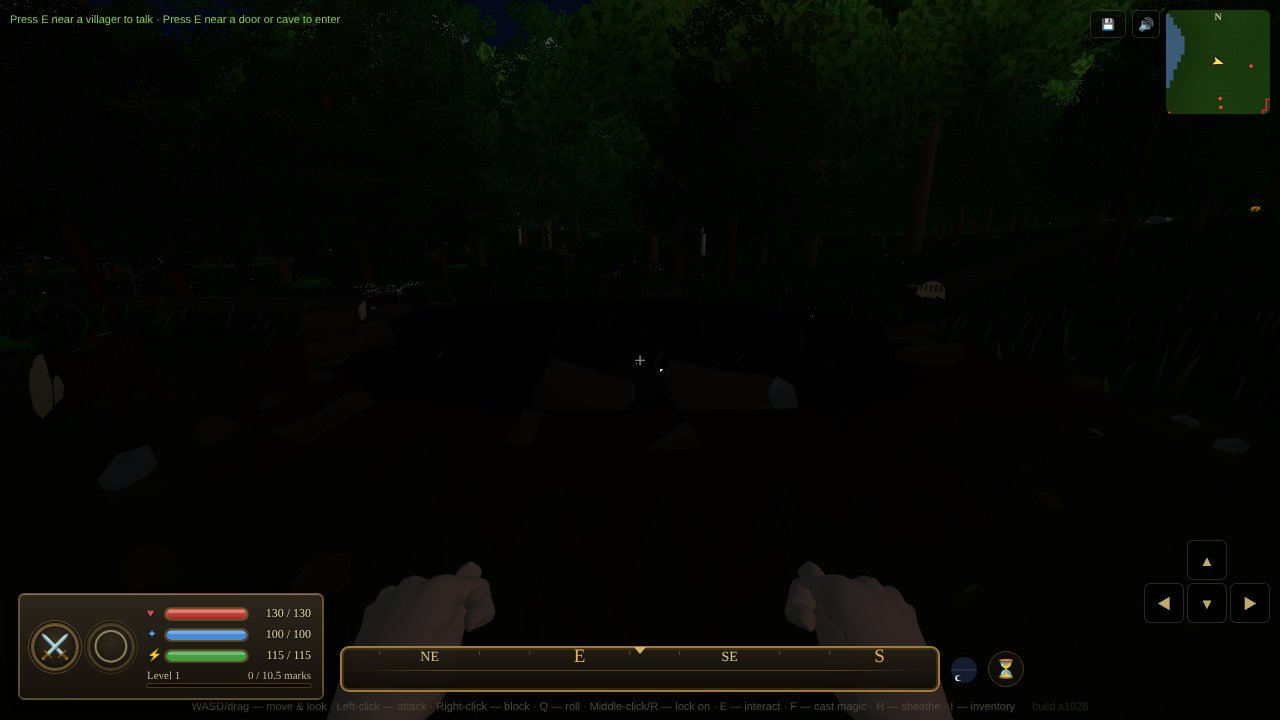 Press E near a villager to talk · Press E near a door or cave to enter
N
130 / 130
100 / 100
115 / 115
Level 1 0 / 10.5 marks
NE E SE S
WASD/drag — move & look · Left-click — attack · Right-click — block · Q — roll · Middle-click/R — lock on · E — interact · F — cast magic · H — sheathe · I — inventory build s1928